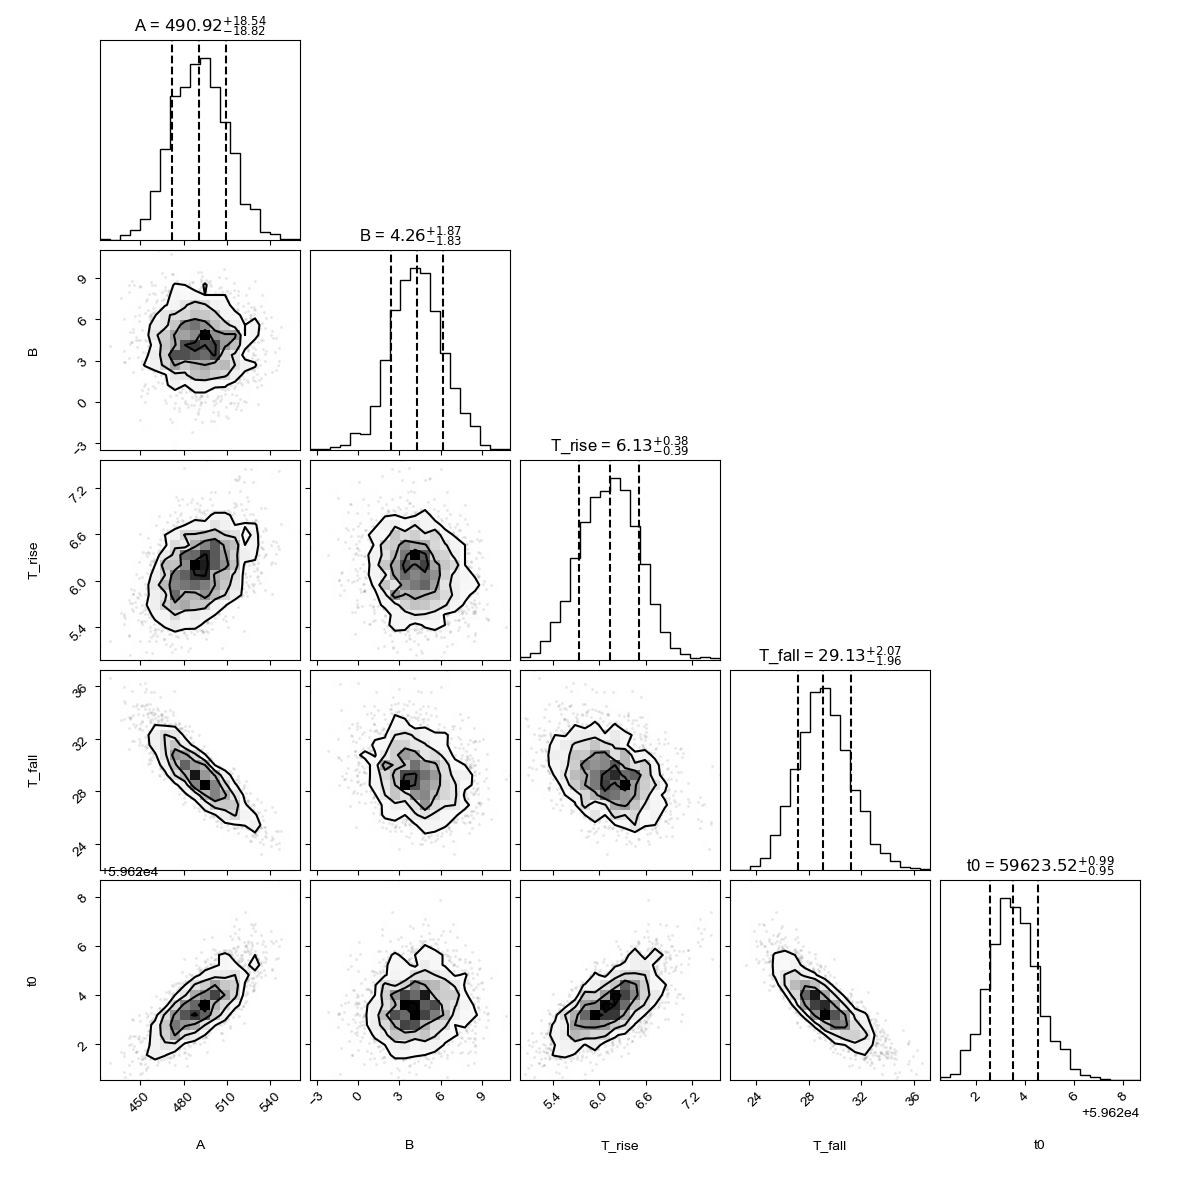 A = 490.92+18.54−18.82
B = 4.26+1.87−1.83
9
6
3
0
−3
B
T_rise = 6.13+0.38−0.39
7.2
6.6
6.0
5.4
T_rise
T_fall = 29.13+2.07−1.96
36
32
28
24
T_fall
+5.962e4
t0 = 59623.52+0.99−0.95
8
6
4
2
t0
450 480 510 540 −3 0 3 6 9 5.4 6.0 6.6 7.2 24 28 32 36 2 4 6 8
+5.962e4
A B T_rise T_fall t0